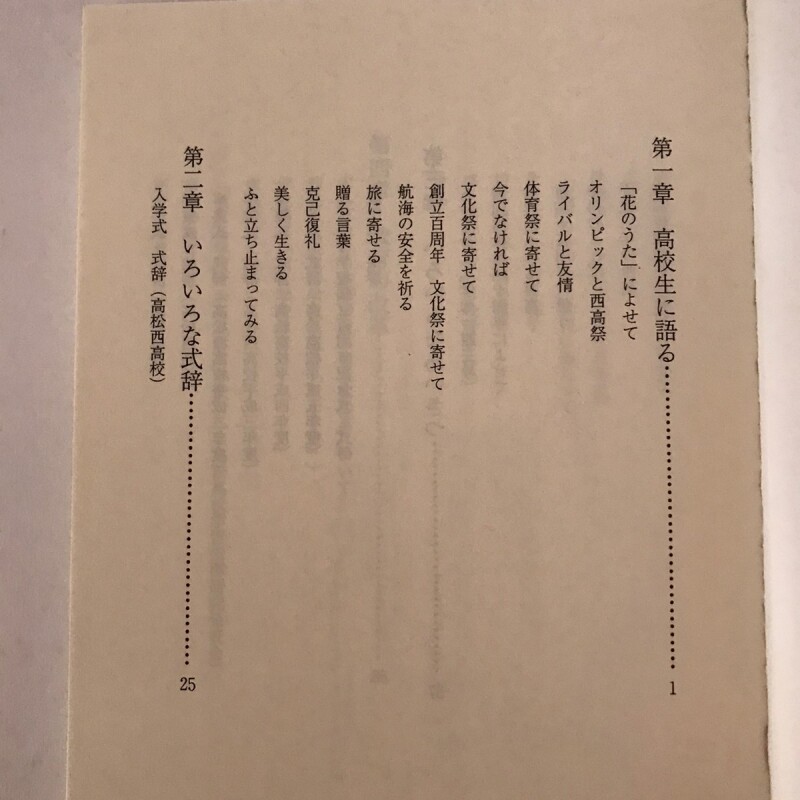 第一章　高校生に語る……………………………………1
「花のうた」によせて
オリンピックと西高祭
ライバルと友情
体育祭に寄せて
今でなければ
文化祭に寄せて
創立百周年　文化祭に寄せて
航海の安全を祈る
旅に寄せる
贈る言葉
克己復礼
美しく生きる
ふと立ち止まってみる
第二章　いろいろな式辞……………………………………25
入学式　式辞（高松西高校）